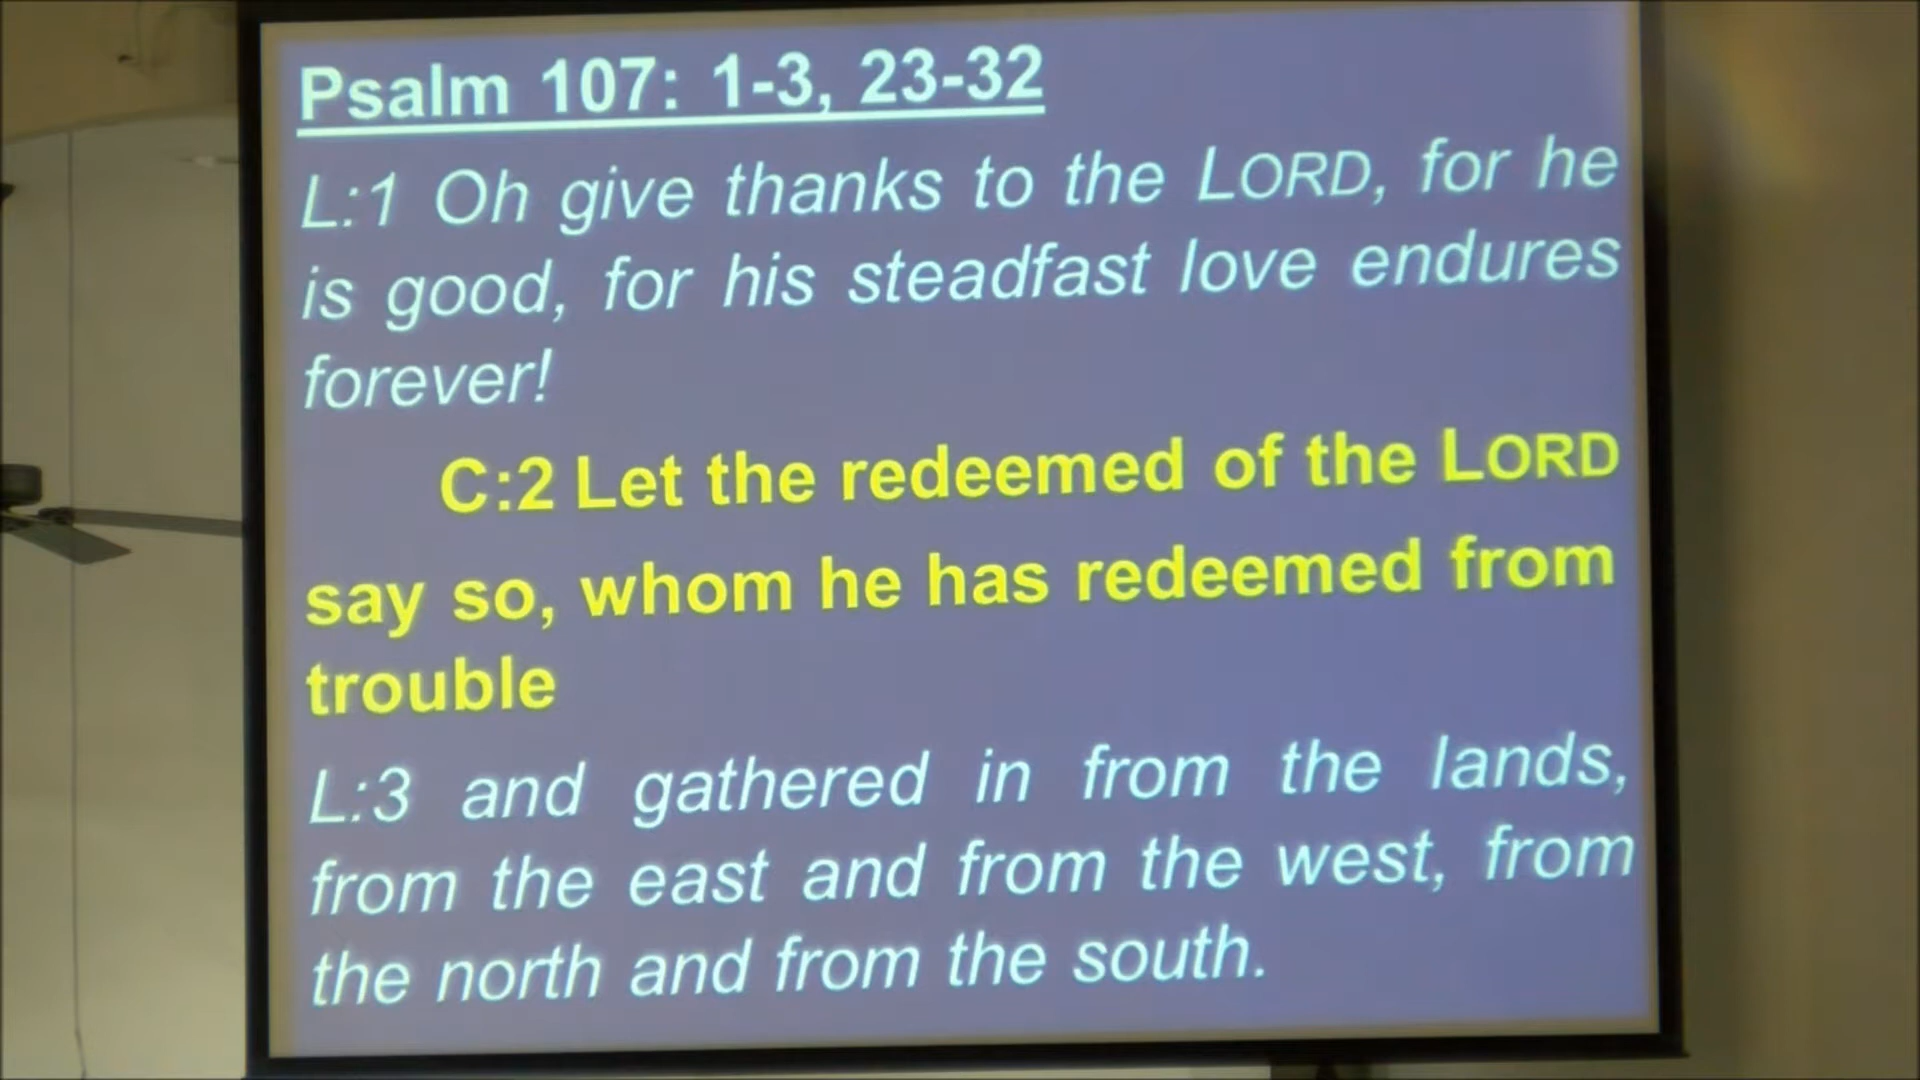 Psalm 107: 1-3, 23-32
L:1 Oh give thanks to the LORD, for he
is good, for his steadfast love endures
forever!
C:2 Let the redeemed of the LORD
say so, whom he has redeemed from
trouble
L:3 and gathered in from the lands,
from the east and from the west, from
the north and from the south.